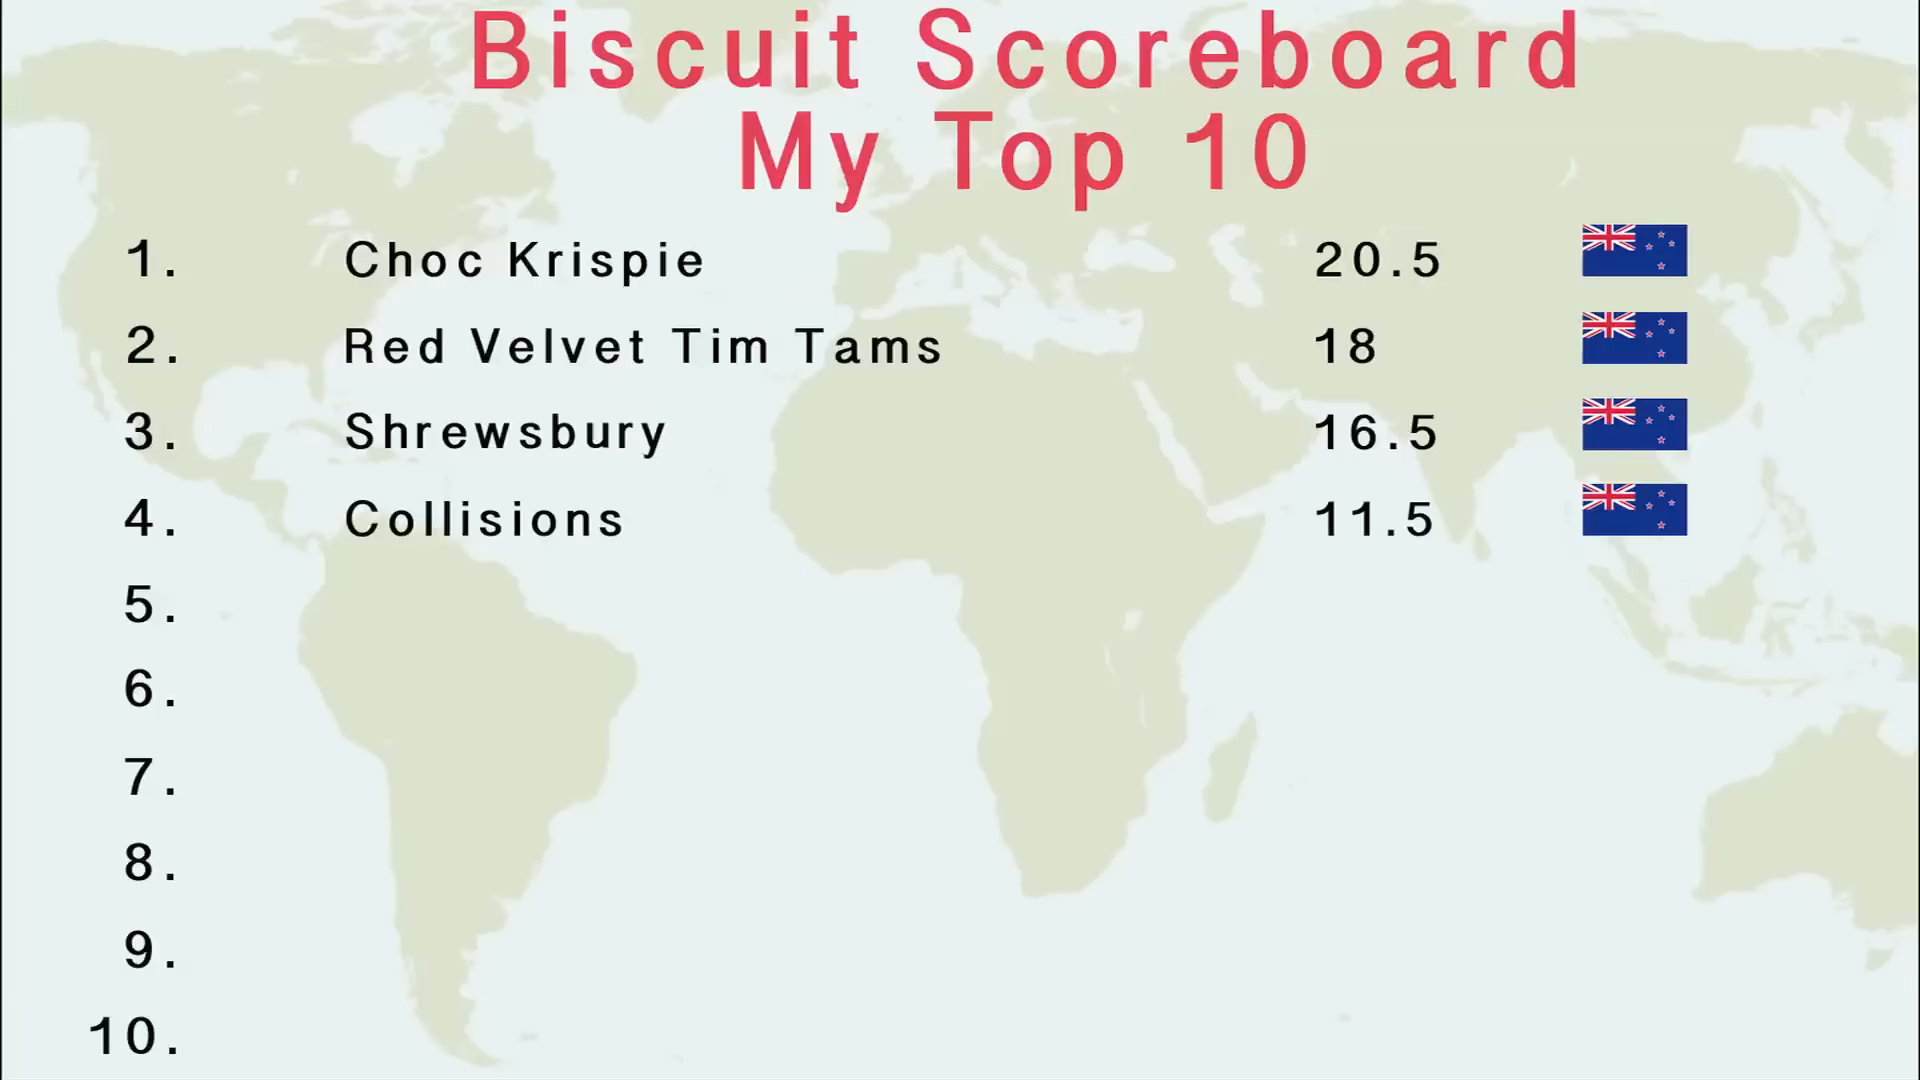 Biscuit Scoreboard
My Top 10
1. Choc Krispie 20.5
2. Red Velvet Tim Tams 18
3. Shrewsbury 16.5
4. Collisions 11.5
5.
6.
7.
8.
9.
10.